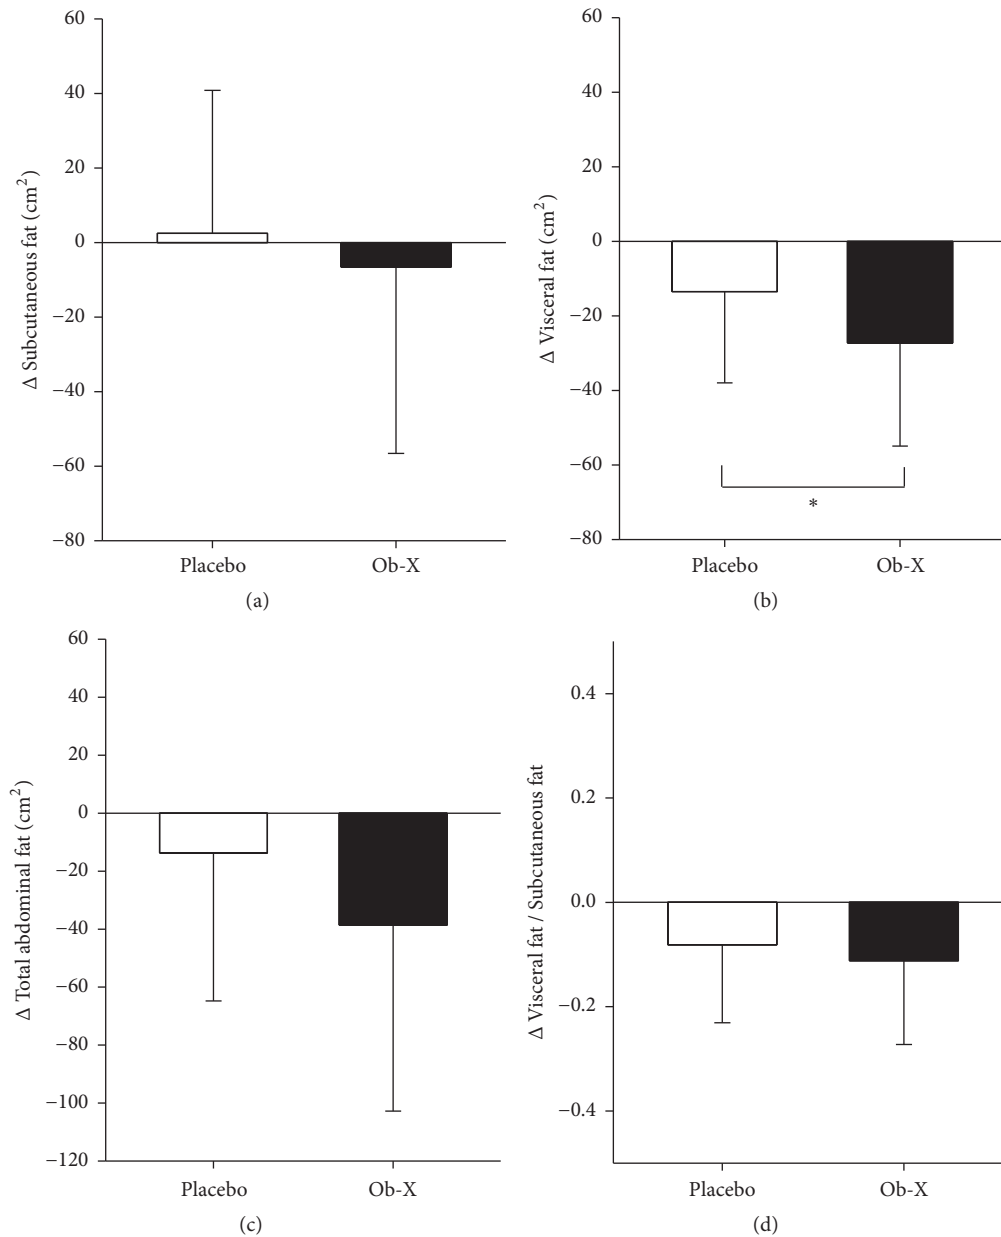 60
40
20
0
−20
−40
−60
−80
Δ Subcutaneous fat (cm²)
Placebo
Ob-X
(a)
60
40
20
0
−20
−40
−60
−80
Δ Visceral fat (cm²)
*
Placebo
Ob-X
(b)
60
40
20
0
−20
−40
−60
−80
−100
−120
Δ Total abdominal fat (cm²)
Placebo
Ob-X
(c)
0.4
0.2
0.0
−0.2
−0.4
Δ Visceral fat / Subcutaneous fat
Placebo
Ob-X
(d)